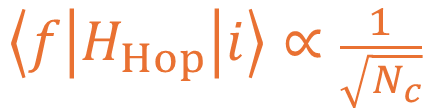 ⟨f|H_Hop|i⟩ ∝ 1/√N_c